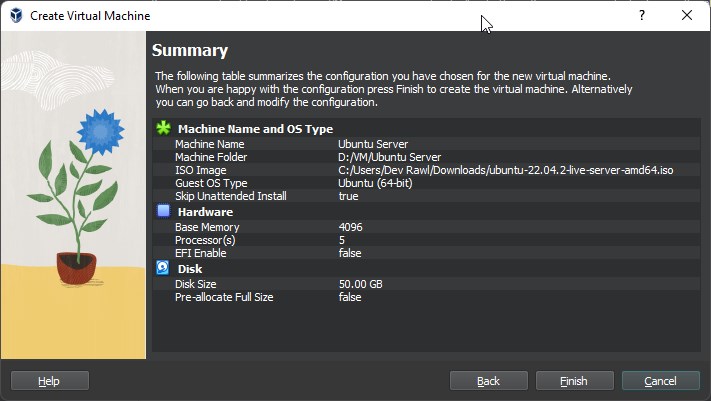 Create Virtual Machine
Summary
The following table summarizes the configuration you have chosen for the new virtual machine.
When you are happy with the configuration press Finish to create the virtual machine. Alternatively
you can go back and modify the configuration.
Machine Name and OS Type
Machine Name Ubuntu Server
Machine Folder D:/VM/Ubuntu Server
ISO Image C:/Users/Dev Rawl/Downloads/ubuntu-22.04.2-live-server-amd64.iso
Guest OS Type Ubuntu (64-bit)
Skip Unattended Install true
Hardware
Base Memory 4096
Processor(s) 5
EFI Enable false
Disk
Disk Size 50.00 GB
Pre-allocate Full Size false
Help Back Finish Cancel